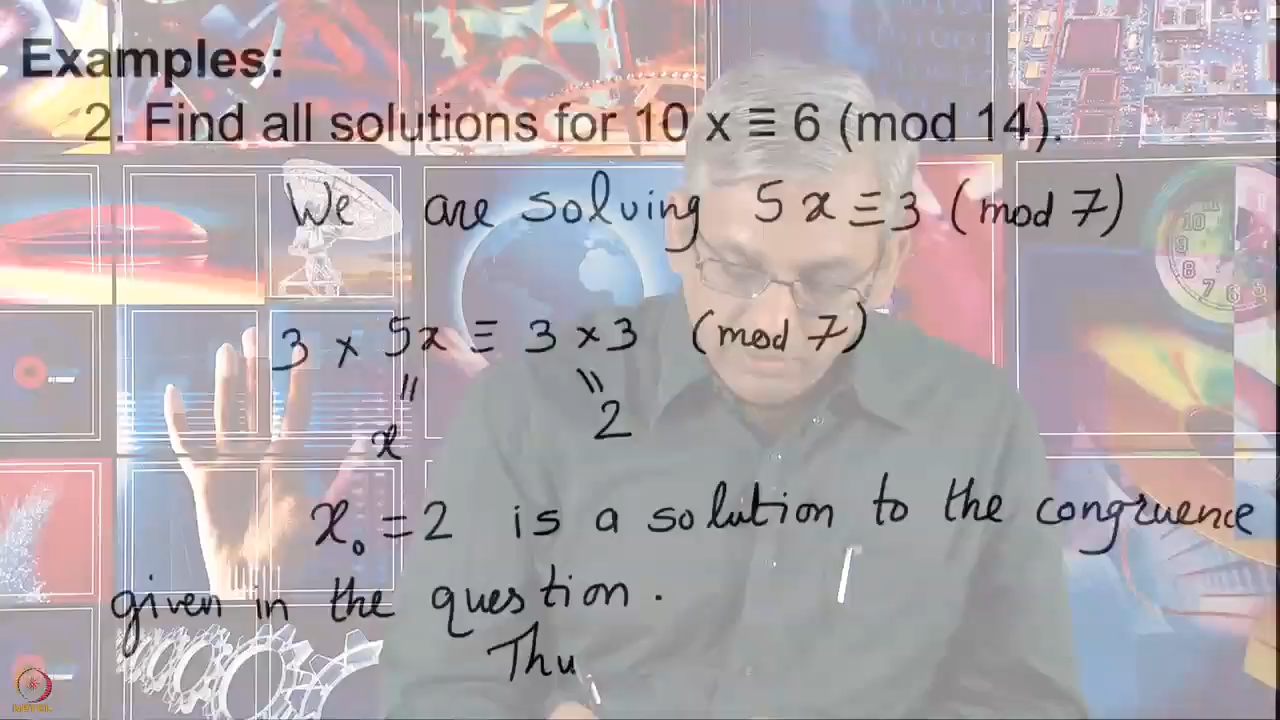 Examples:
2. Find all solutions for 10 x ≡ 6 (mod 14).
We are solving 5x ≡ 3 (mod 7)
3 × 5x ≡ 3 × 3 (mod 7)
= =
x 2
x₀ = 2 is a solution to the congruence
given in the question.
Thu